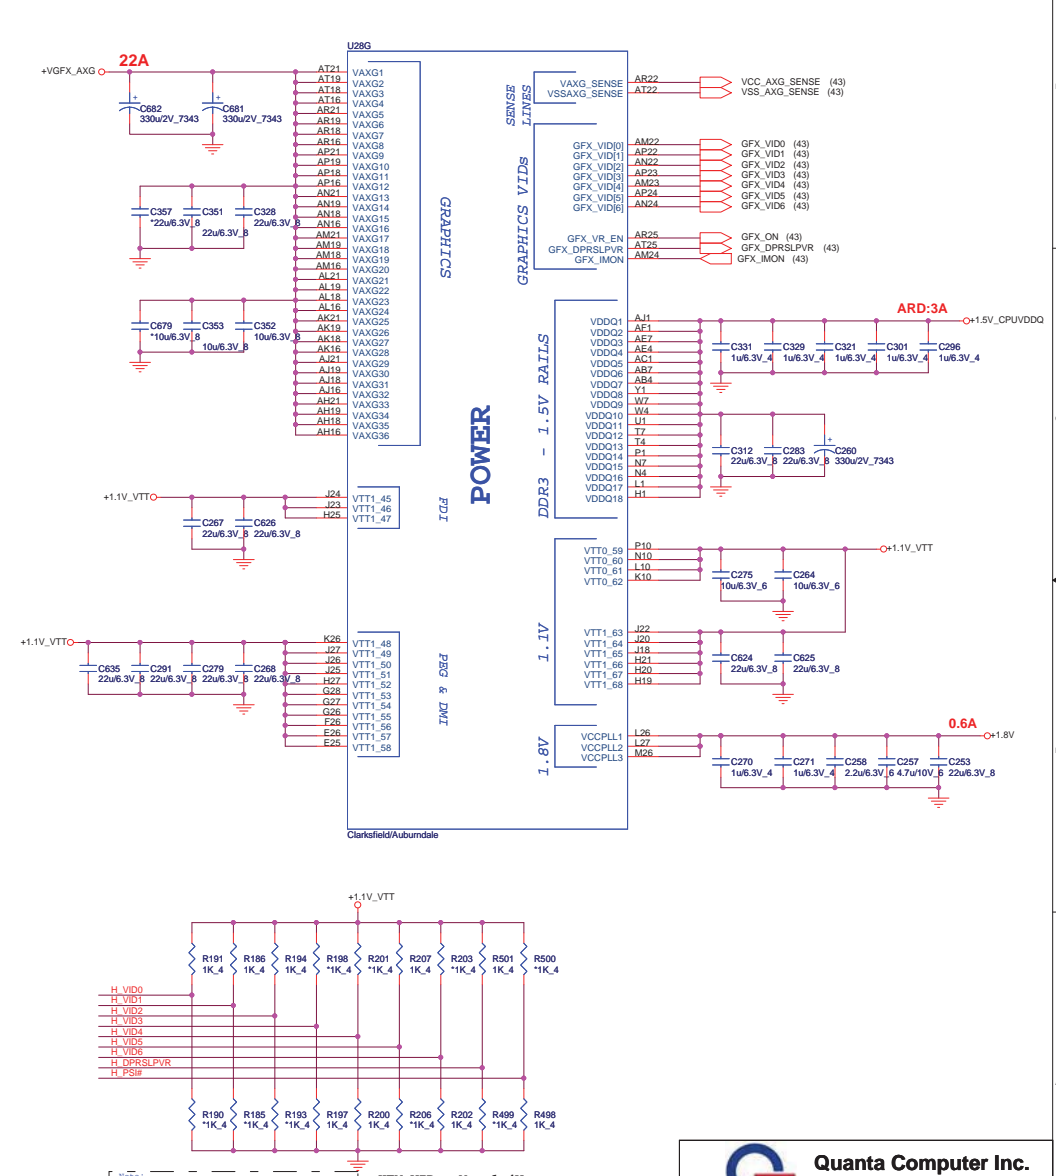 U28G
+VGFX_AXG
22A
C682
330u/2V_7343
C681
330u/2V_7343
C357
*22u/6.3V_8
C351
22u/6.3V_8
C328
22u/6.3V_8
C679
*10u/6.3V_8
C353
10u/6.3V_8
C352
10u/6.3V_8
AT21 VAXG1
AT19 VAXG2
AT18 VAXG3
AT16 VAXG4
AR21 VAXG5
AR19 VAXG6
AR18 VAXG7
AR16 VAXG8
AP21 VAXG9
AP19 VAXG10
AP18 VAXG11
AP16 VAXG12
AN21 VAXG13
AN19 VAXG14
AN18 VAXG15
AN16 VAXG16
AM21 VAXG17
AM19 VAXG18
AM18 VAXG19
AM16 VAXG20
AL21 VAXG21
AL19 VAXG22
AL18 VAXG23
AL16 VAXG24
AK21 VAXG25
AK19 VAXG26
AK18 VAXG27
AK16 VAXG28
AJ21 VAXG29
AJ19 VAXG30
AJ18 VAXG31
AJ16 VAXG32
AH21 VAXG33
AH19 VAXG34
AH18 VAXG35
AH16 VAXG36
GRAPHICS
POWER
SENSE
LINES
VAXG_SENSE AR22 VCC_AXG_SENSE (43)
VSSAXG_SENSE AT22 VSS_AXG_SENSE (43)
GRAPHICS VIDs
GFX_VID[0] AM22 GFX_VID0 (43)
GFX_VID[1] AP22 GFX_VID1 (43)
GFX_VID[2] AN22 GFX_VID2 (43)
GFX_VID[3] AP23 GFX_VID3 (43)
GFX_VID[4] AM23 GFX_VID4 (43)
GFX_VID[5] AP24 GFX_VID5 (43)
GFX_VID[6] AN24 GFX_VID6 (43)
GFX_VR_EN AR25 GFX_ON (43)
GFX_DPRSLPVR AT25 GFX_DPRSLPVR (43)
GFX_IMON AM24 GFX_IMON (43)
DDR3 - 1.5V RAILS
VDDQ1 AJ1
VDDQ2 AF1
VDDQ3 AE7
VDDQ4 AE4
VDDQ5 AC1
VDDQ6 AB7
VDDQ7 AB4
VDDQ8 Y1
VDDQ9 W7
VDDQ10 W4
VDDQ11 U1
VDDQ12 T7
VDDQ13 T4
VDDQ14 P1
VDDQ15 N7
VDDQ16 N4
VDDQ17 L1
VDDQ18 H1
ARD:3A
+1.5V_CPUVDDQ
C331
1u/6.3V_4
C329
1u/6.3V_4
C321
1u/6.3V_4
C301
1u/6.3V_4
C296
1u/6.3V_4
C312
22u/6.3V_8
C283
22u/6.3V_8
C260
330u/2V_7343
+1.1V_VTT
C267
22u/6.3V_8
C626
22u/6.3V_8
J24 VTT1_45
J23 VTT1_46
H25 VTT1_47
FDI
1.1V
VTT0_59 P10
VTT0_60 N10
VTT0_61 L10
VTT0_62 K10
+1.1V_VTT
C275
10u/6.3V_6
C264
10u/6.3V_6
VTT1_63 J22
VTT1_64 J20
VTT1_65 J18
VTT1_66 H21
VTT1_67 H20
VTT1_68 H19
C624
22u/6.3V_8
C625
22u/6.3V_8
+1.1V_VTT
C635
22u/6.3V_8
C291
22u/6.3V_8
C279
22u/6.3V_8
C268
22u/6.3V_8
K26 VTT1_48
J27 VTT1_49
J26 VTT1_50
J25 VTT1_51
H27 VTT1_52
G28 VTT1_53
G27 VTT1_54
G26 VTT1_55
F26 VTT1_56
E26 VTT1_57
E25 VTT1_58
PEG & DMI
1.8V
VCCPLL1 L26
VCCPLL2 L27
VCCPLL3 M26
0.6A
+1.8V
C270
1u/6.3V_4
C271
1u/6.3V_4
C258
2.2u/6.3V_6
C257
4.7u/10V_6
C253
22u/6.3V_8
Clarksfield/Auburndale
+1.1V_VTT
R191
1K_4
R186
1K_4
R194
1K_4
R198
*1K_4
R201
*1K_4
R207
1K_4
R203
*1K_4
R501
1K_4
R500
*1K_4
H_VID0
H_VID1
H_VID2
H_VID3
H_VID4
H_VID5
H_VID6
H_DPRSLPVR
H_PSI#
R190
*1K_4
R185
*1K_4
R193
*1K_4
R197
1K_4
R200
1K_4
R206
*1K_4
R202
1K_4
R499
*1K_4
R498
1K_4
Quanta Computer Inc.